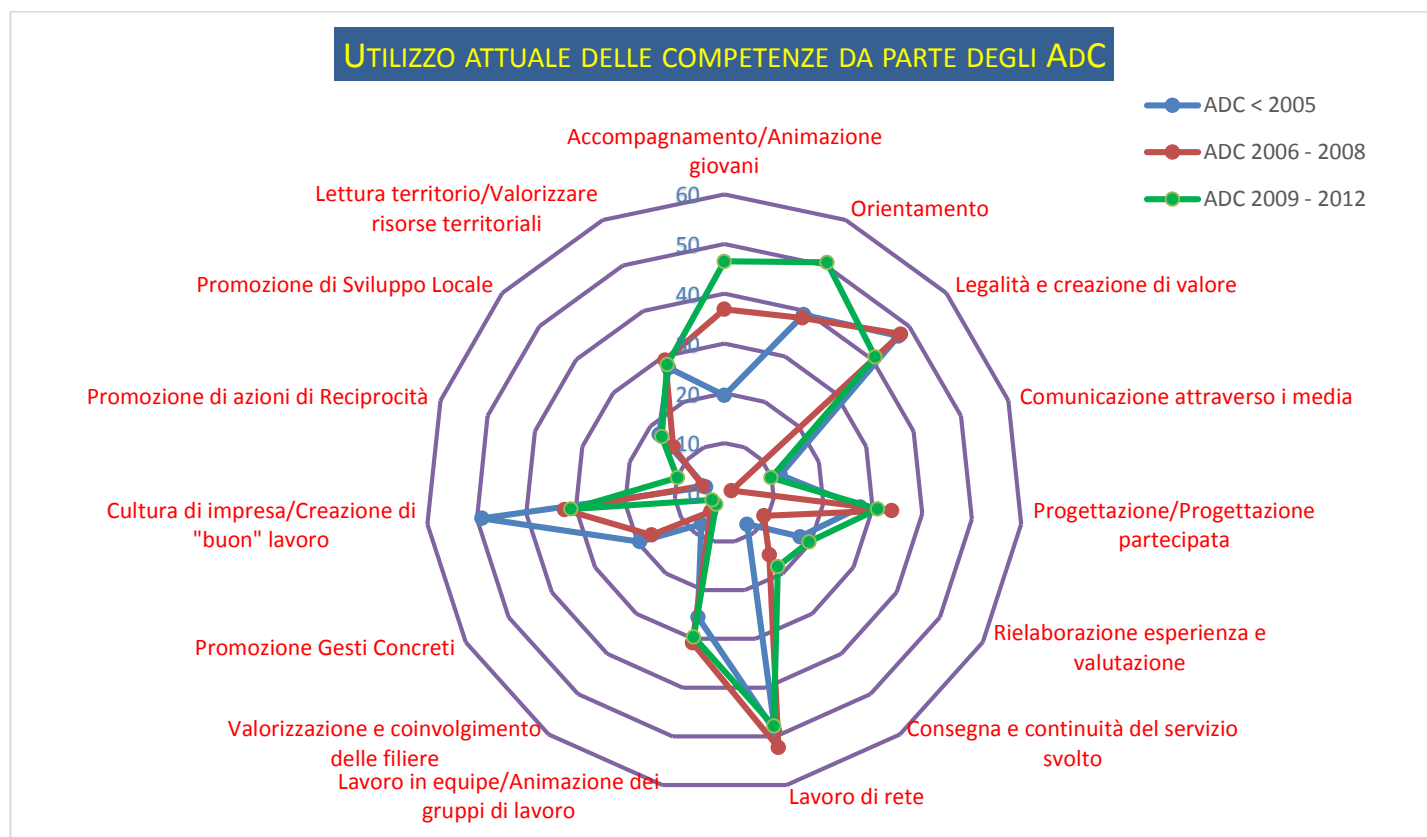 UTILIZZO ATTUALE DELLE COMPETENZE DA PARTE DEGLI ADC
ADC < 2005
ADC 2006 - 2008
ADC 2009 - 2012
Accompagnamento/Animazione
giovani
Orientamento
Legalità e creazione di valore
Comunicazione attraverso i media
Progettazione/Progettazione
partecipata
Rielaborazione esperienza e
valutazione
Consegna e continuità del servizio
svolto
Lavoro di rete
Lavoro in equipe/Animazione dei
gruppi di lavoro
Valorizzazione e coinvolgimento
delle filiere
Promozione Gesti Concreti
Cultura di impresa/Creazione di
"buon" lavoro
Promozione di azioni di Reciprocità
Promozione di Sviluppo Locale
Lettura territorio/Valorizzare
risorse territoriali
60
50
40
30
20
10
0